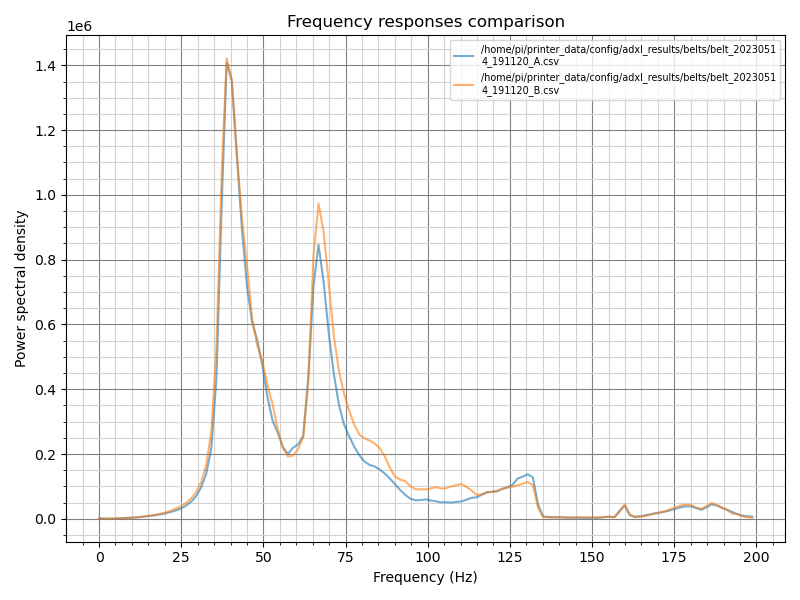 Frequency responses comparison
1e6
/home/pi/printer_data/config/adxl_results/belts/belt_2023051
4_191120_A.csv
/home/pi/printer_data/config/adxl_results/belts/belt_2023051
4_191120_B.csv
1.4
1.2
1.0
0.8
0.6
0.4
0.2
0.0
Power spectral density
0 25 50 75 100 125 150 175 200
Frequency (Hz)